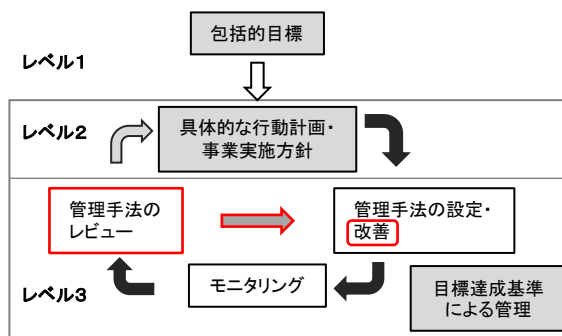 包括的目標
レベル1
レベル2
具体的な行動計画・
事業実施方針
管理手法の
レビュー
管理手法の設定・
改善
モニタリング
レベル3
目標達成基準
による管理